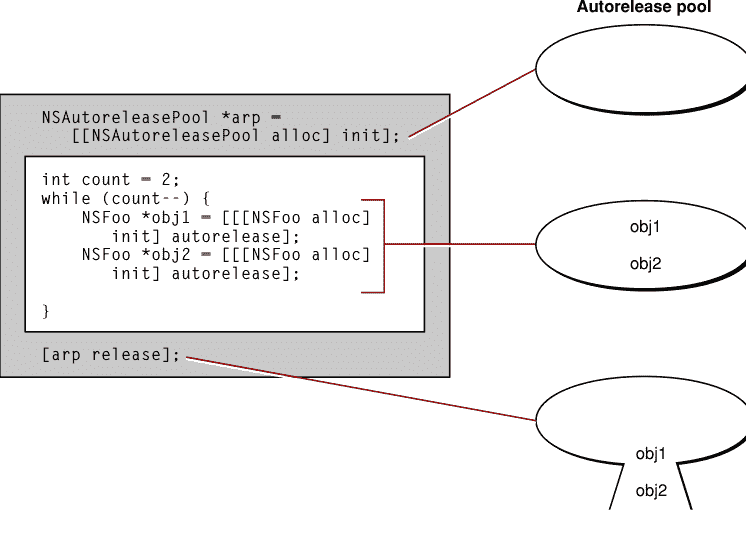 Autorelease pool
NSAutoreleasePool *arp =
[[NSAutoreleasePool alloc] init];
int count = 2;
while (count--) {
NSFoo *obj1 = [[[NSFoo alloc]
init] autorelease];
NSFoo *obj2 = [[[NSFoo alloc]
init] autorelease];
}
[arp release];
obj1
obj2
obj1
obj2